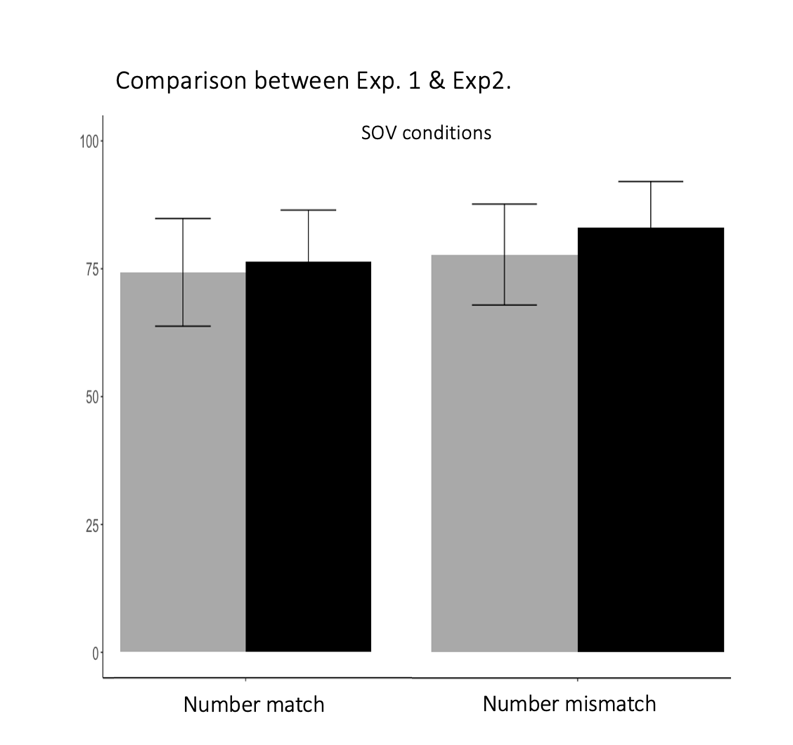 Comparison between Exp. 1 & Exp2.
SOV conditions
100
75
50
25
0
Number match
Number mismatch